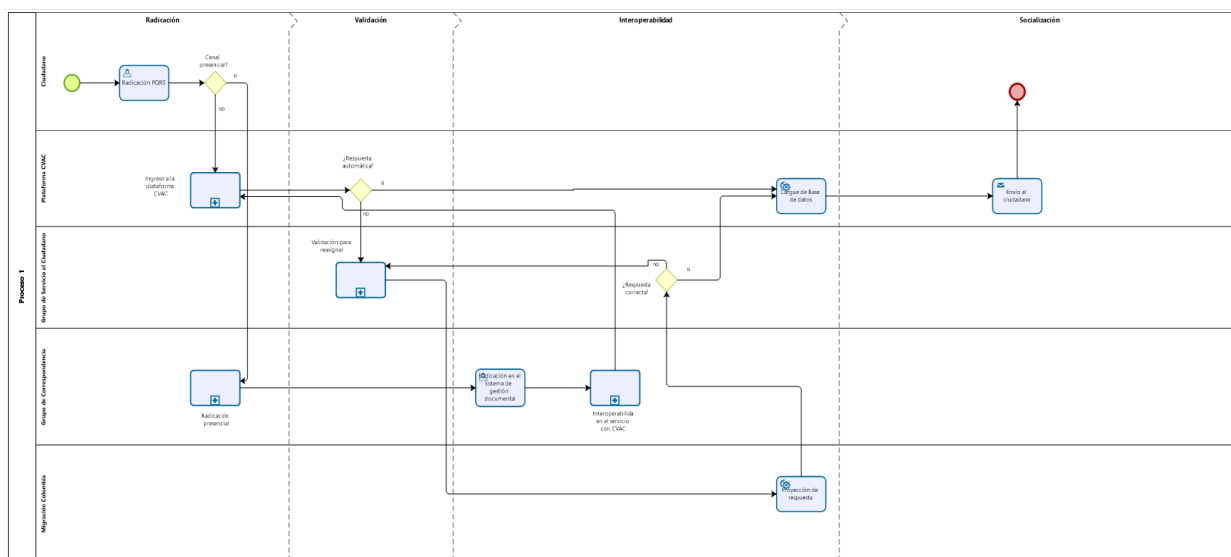 Radicación
Validación
Interoperabilidad
Socialización
Proceso 1
Ciudadano
Radicación PQRS
Canal
presencial?
si
no
Plataforma CVAC
Ingreso a la
plataforma
CVAC
¿Respuesta
automática?
si
no
Cargue de Base
de datos
Envío al
ciudadano
Grupo de Servicio al Ciudadano
Validación para
reasignar
no
¿Respuesta
correcta?
si
Grupo de Correspondencia
Radicación
presencial
Radicación en el
sistema de
gestión
documental
Interoperabilida
en el servicio
con CVAC
Migración Colombia
Proyección de
respuesta